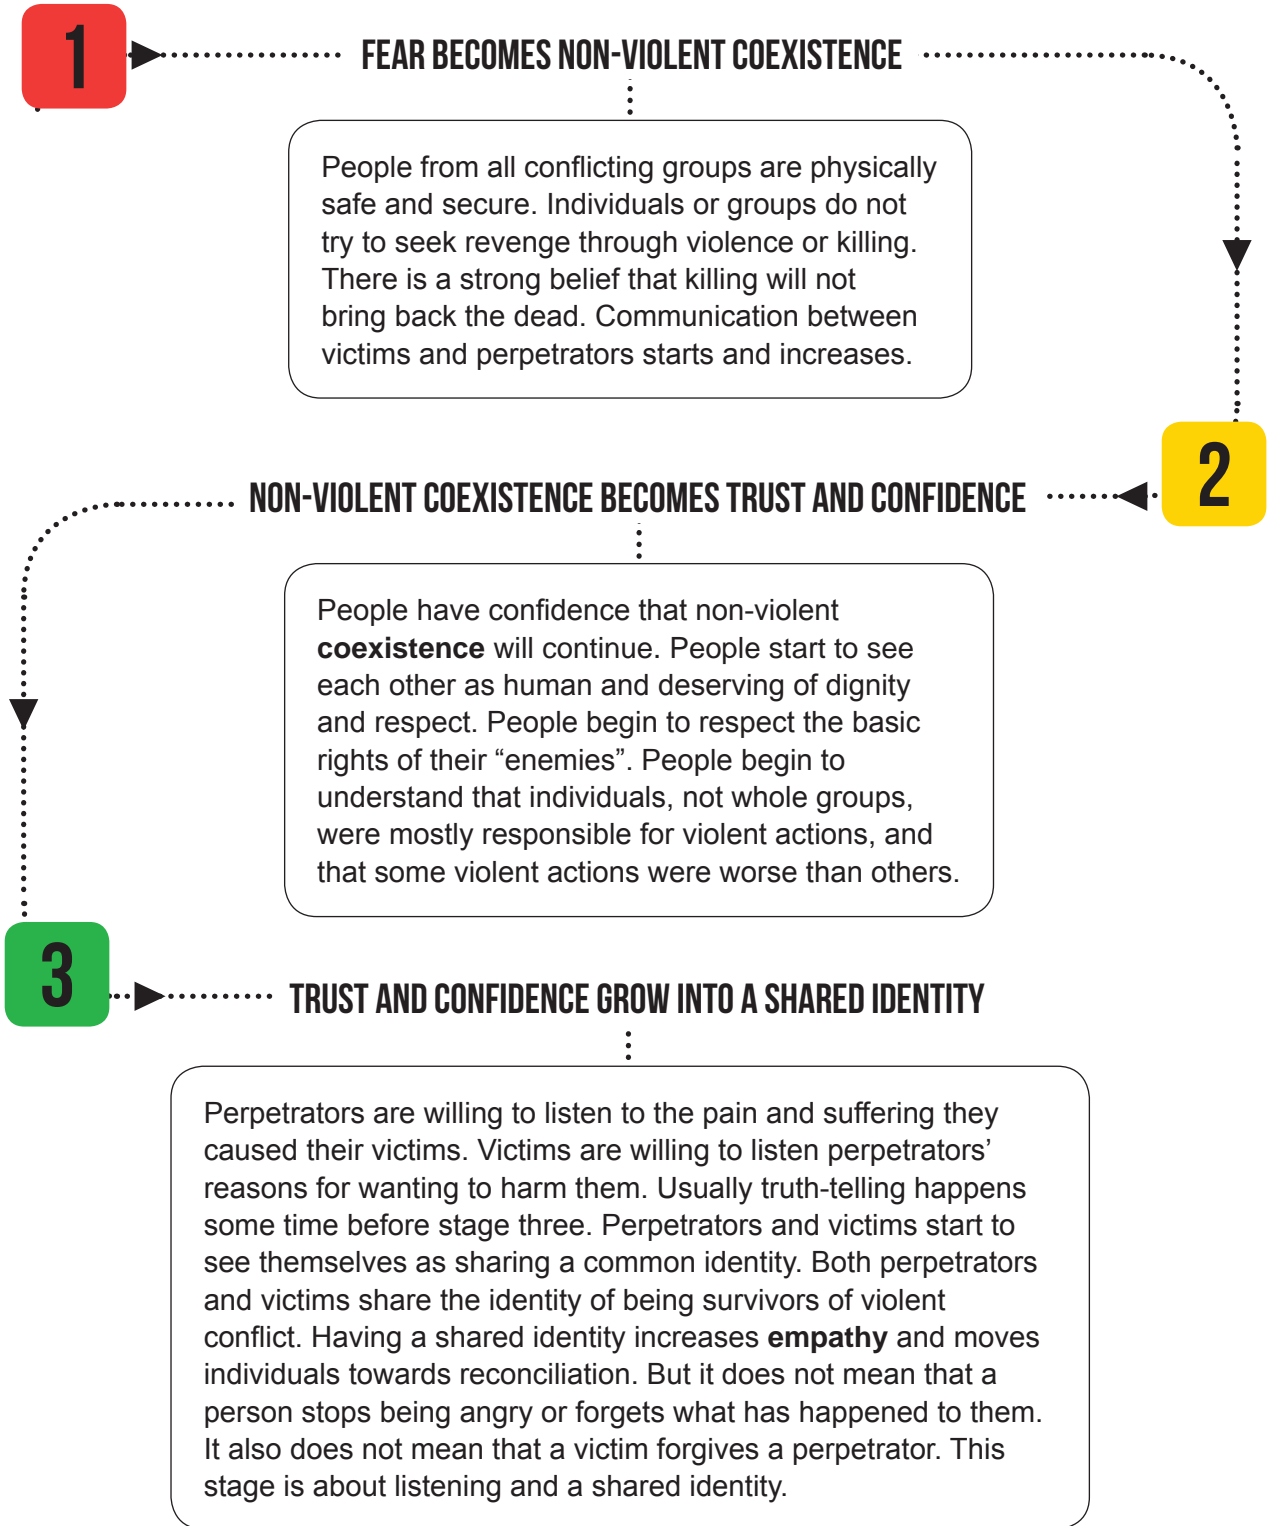 1
FEAR BECOMES NON-VIOLENT COEXISTENCE
People from all conflicting groups are physically
safe and secure. Individuals or groups do not
try to seek revenge through violence or killing.
There is a strong belief that killing will not
bring back the dead. Communication between
victims and perpetrators starts and increases.
2
NON-VIOLENT COEXISTENCE BECOMES TRUST AND CONFIDENCE
People have confidence that non-violent
coexistence will continue. People start to see
each other as human and deserving of dignity
and respect. People begin to respect the basic
rights of their “enemies”. People begin to
understand that individuals, not whole groups,
were mostly responsible for violent actions, and
that some violent actions were worse than others.
3
TRUST AND CONFIDENCE GROW INTO A SHARED IDENTITY
Perpetrators are willing to listen to the pain and suffering they
caused their victims. Victims are willing to listen perpetrators’
reasons for wanting to harm them. Usually truth-telling happens
some time before stage three. Perpetrators and victims start to
see themselves as sharing a common identity. Both perpetrators
and victims share the identity of being survivors of violent
conflict. Having a shared identity increases empathy and moves
individuals towards reconciliation. But it does not mean that a
person stops being angry or forgets what has happened to them.
It also does not mean that a victim forgives a perpetrator. This
stage is about listening and a shared identity.